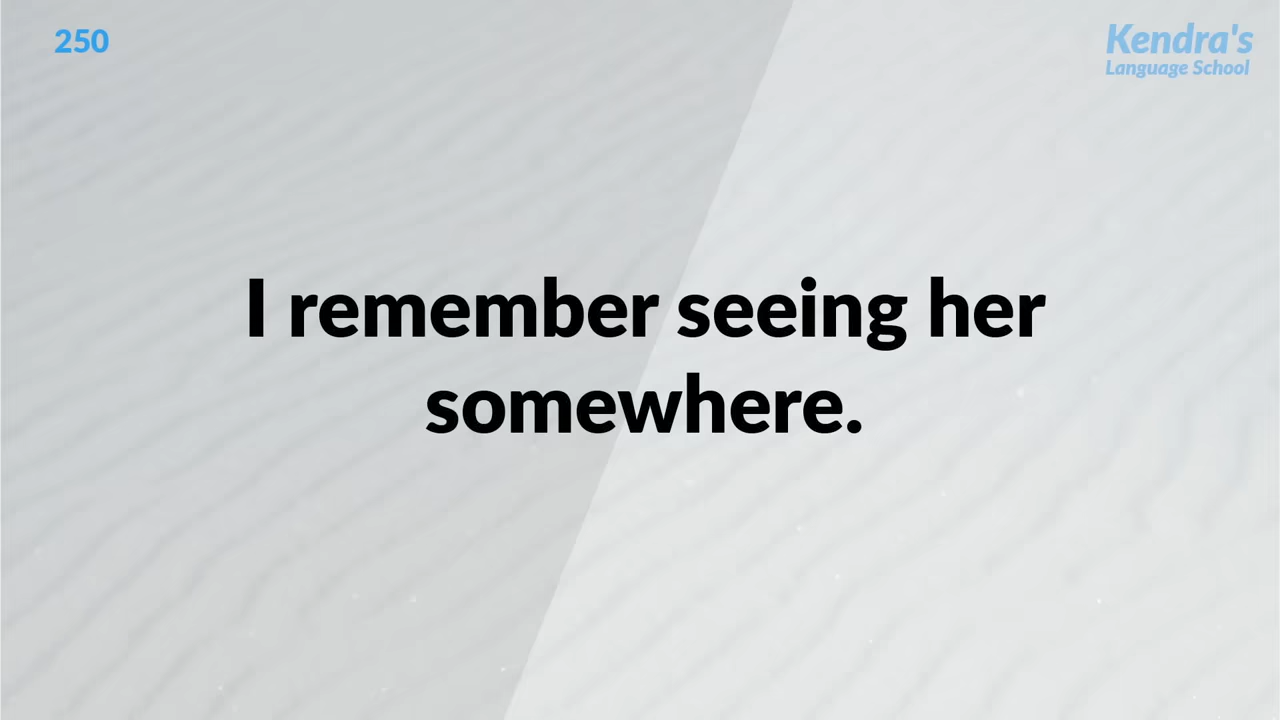 250
Kendra's
Language School
I remember seeing her
somewhere.